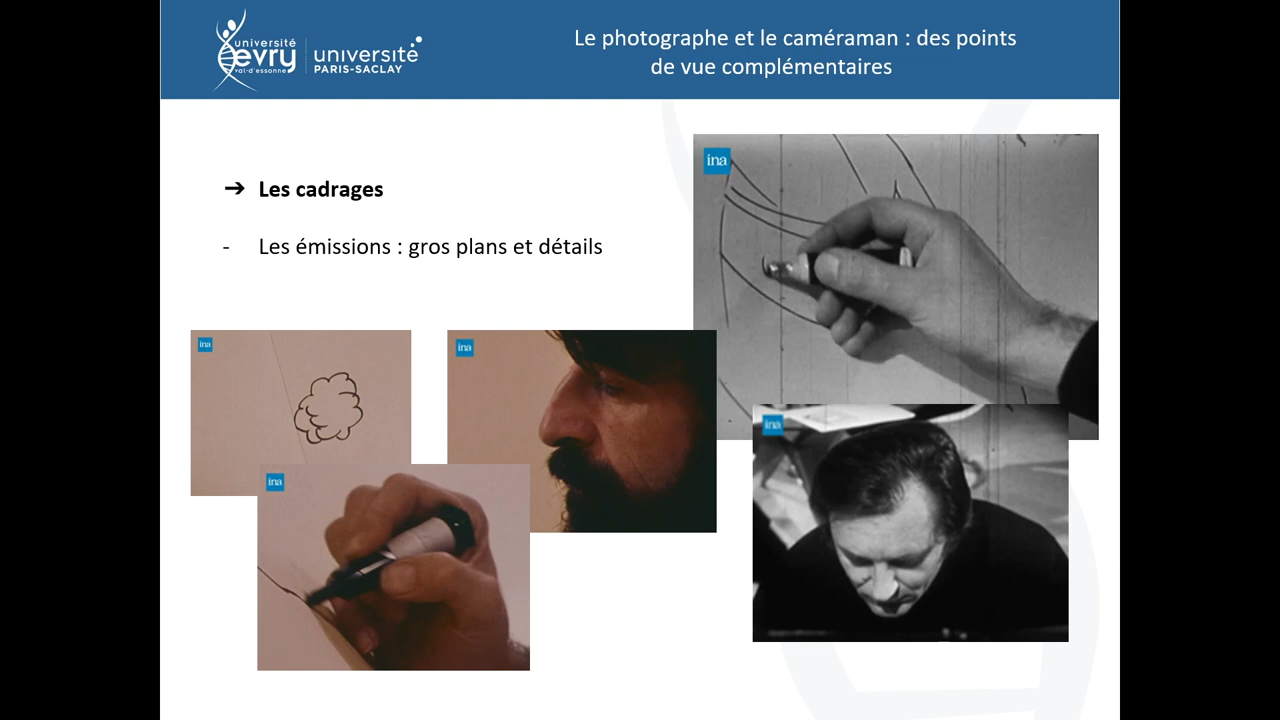 université
evry
val-d'essonne
université
PARIS-SACLAY
Le photographe et le caméraman : des points
de vue complémentaires
➔ Les cadrages
- Les émissions : gros plans et détails
ina
ina
ina
ina
ina